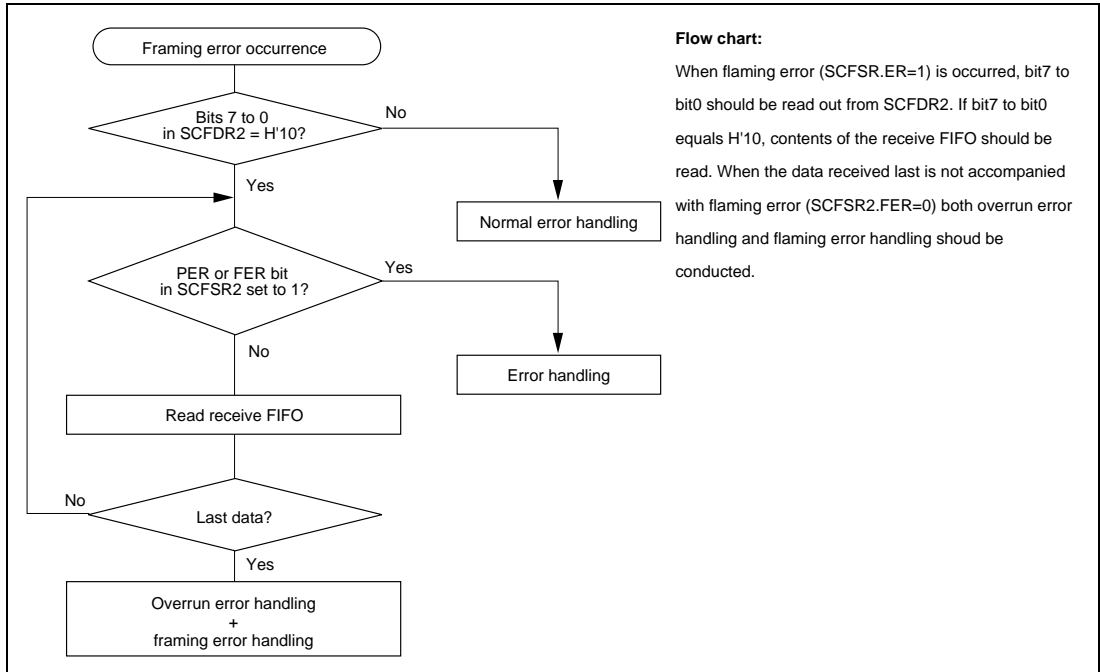 Framing error occurrence
Bits 7 to 0
in SCFDR2 = H'10?
No
Yes
Normal error handling
PER or FER bit
in SCFSR2 set to 1?
Yes
No
Error handling
Read receive FIFO
No
Last data?
Yes
Overrun error handling
+
framing error handling
Flow chart:
When flaming error (SCFSR.ER=1) is occurred, bit7 to
bit0 should be read out from SCFDR2. If bit7 to bit0
equals H'10, contents of the receive FIFO should be
read. When the data received last is not accompanied
with flaming error (SCFSR2.FER=0) both overrun error
handling and flaming error handling shoud be
conducted.